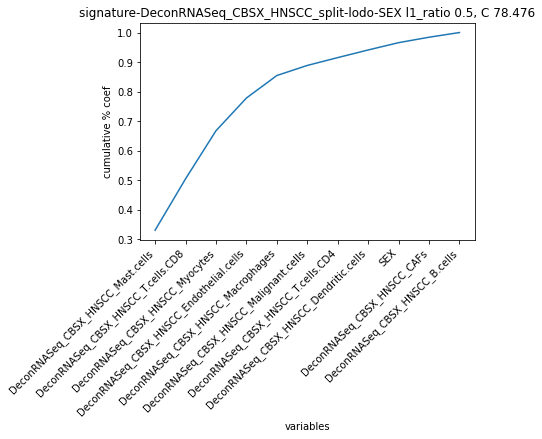 signature-DeconRNASeq_CBSX_HNSCC_split-lodo-SEX l1_ratio 0.5, C 78.476
1.0
0.9
0.8
0.7
0.6
0.5
0.4
0.3
cumulative % coef
DeconRNASeq_CBSX_HNSCC_Mast.cells
DeconRNASeq_CBSX_HNSCC_T.cells.CD8
DeconRNASeq_CBSX_HNSCC_Myocytes
DeconRNASeq_CBSX_HNSCC_Endothelial.cells
DeconRNASeq_CBSX_HNSCC_Macrophages
DeconRNASeq_CBSX_HNSCC_Malignant.cells
DeconRNASeq_CBSX_HNSCC_T.cells.CD4
DeconRNASeq_CBSX_HNSCC_Dendritic.cells
SEX
DeconRNASeq_CBSX_HNSCC_CAFs
DeconRNASeq_CBSX_HNSCC_B.cells
variables